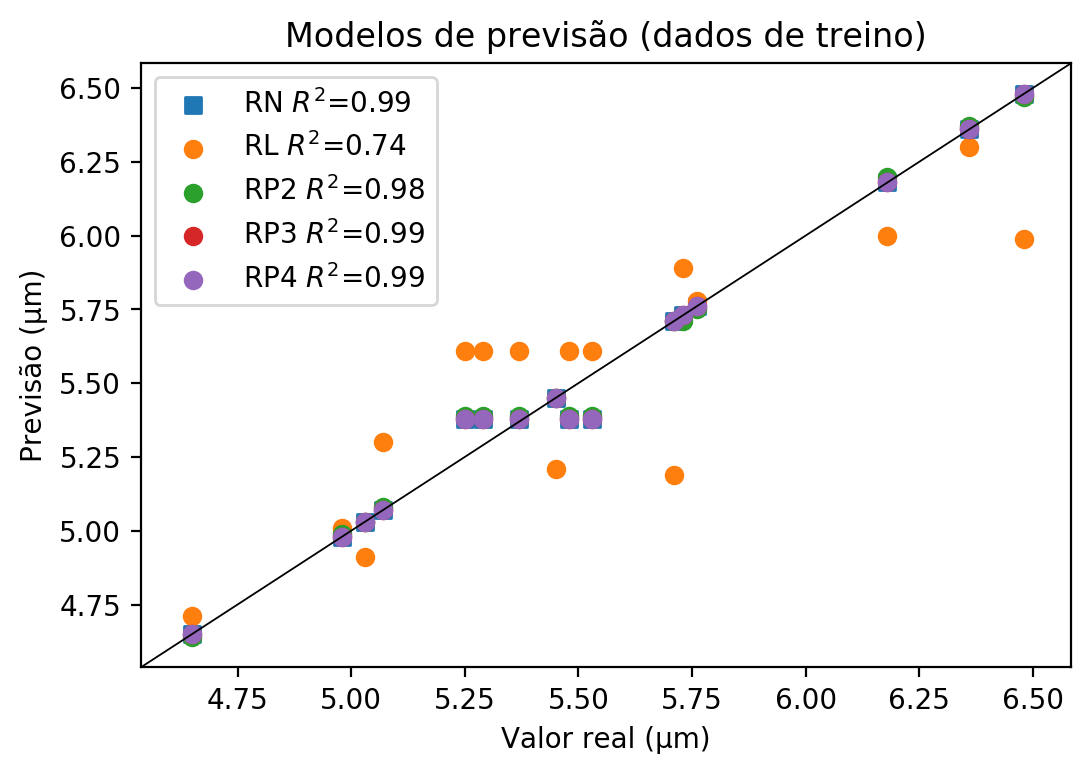 Modelos de previsão (dados de treino)
RN R²=0.99
RL R²=0.74
RP2 R²=0.98
RP3 R²=0.99
RP4 R²=0.99
6.50
6.25
6.00
5.75
5.50
5.25
5.00
4.75
Previsão (µm)
4.75 5.00 5.25 5.50 5.75 6.00 6.25 6.50
Valor real (µm)